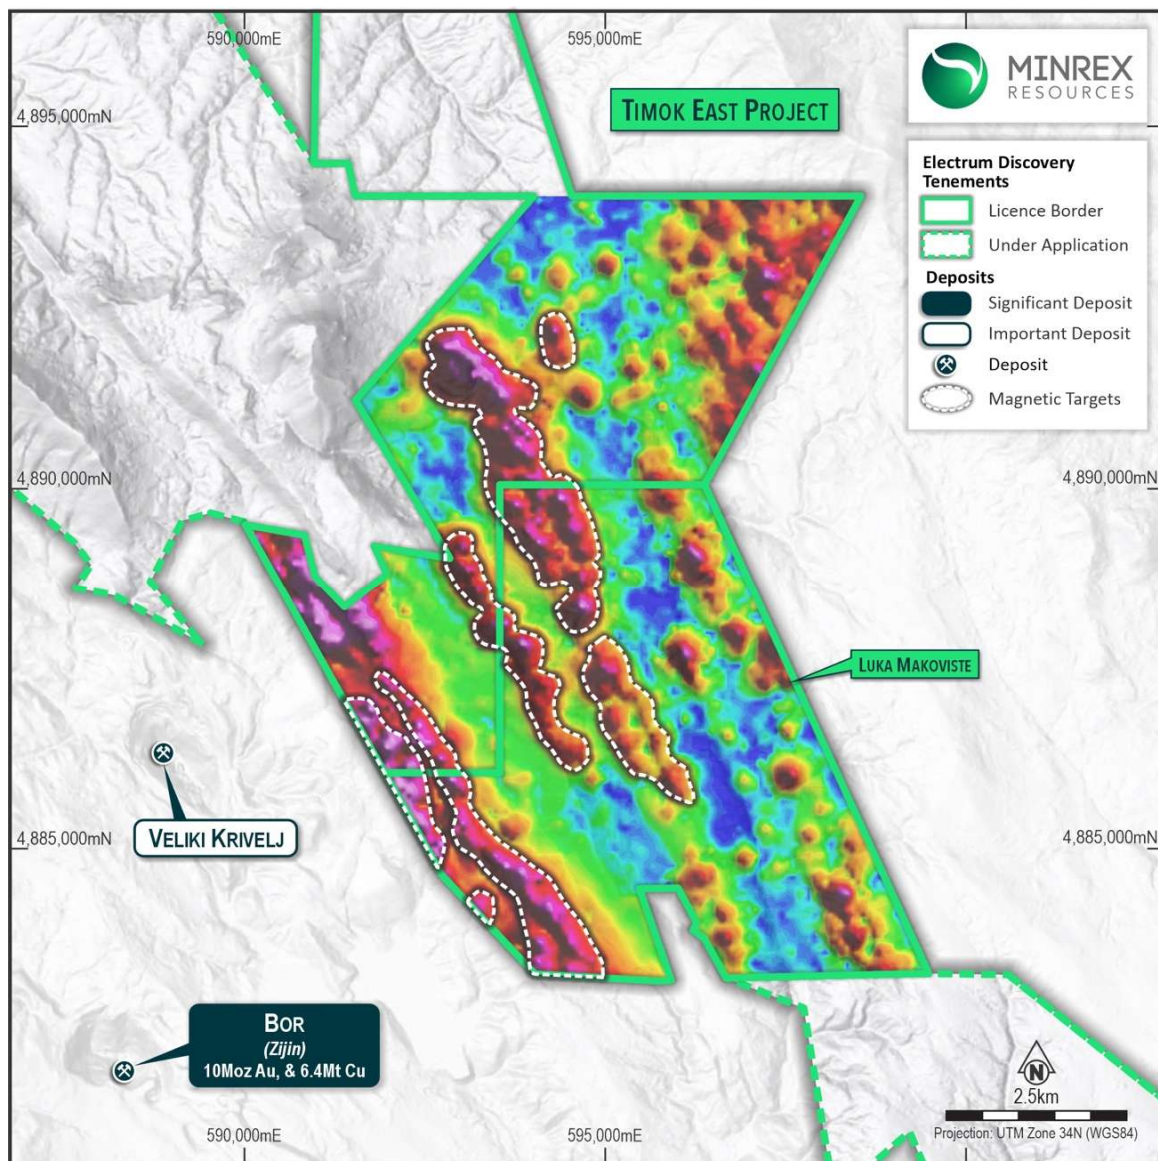 590,000mE
595,000mE
MINREX
RESOURCES
TIMOK EAST PROJECT
4,895,000mN
Electrum Discovery
Tenements
Licence Border
Under Application
Deposits
Significant Deposit
Important Deposit
Deposit
Magnetic Targets
4,890,000mN
4,890,000mN
LUKA MAKOVISTE
VELIKI KRIVELJ
4,885,000mN
4,885,000mN
BOR
(Zijin)
10Moz Au, & 6.4Mt Cu
N
2.5km
590,000mE
595,000mE
Projection: UTM Zone 34N (WGS84)